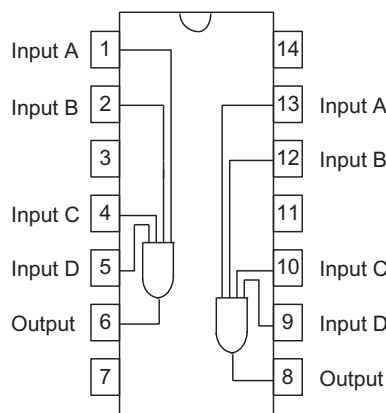 Input A 1 14
13 Input A
Input B 2
12 Input B
3
11
Input C 4
10 Input C
Input D 5
9 Input D
Output 6
7 8 Output